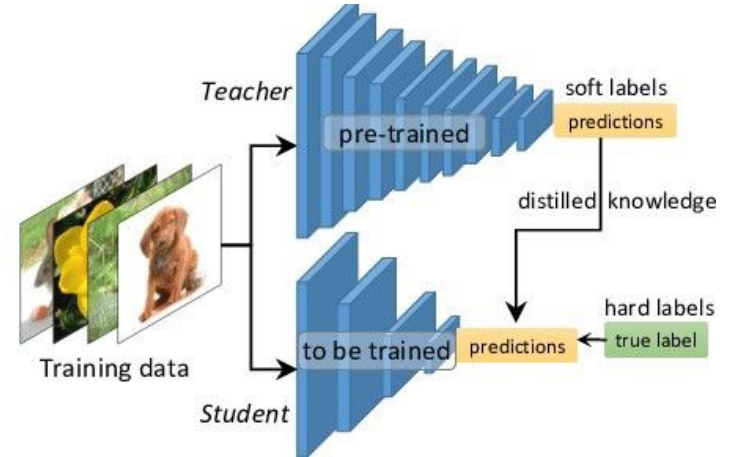 Teacher
pre-trained
soft labels
predictions
distilled knowledge
Training data
hard labels
to be trained
predictions
true label
Student